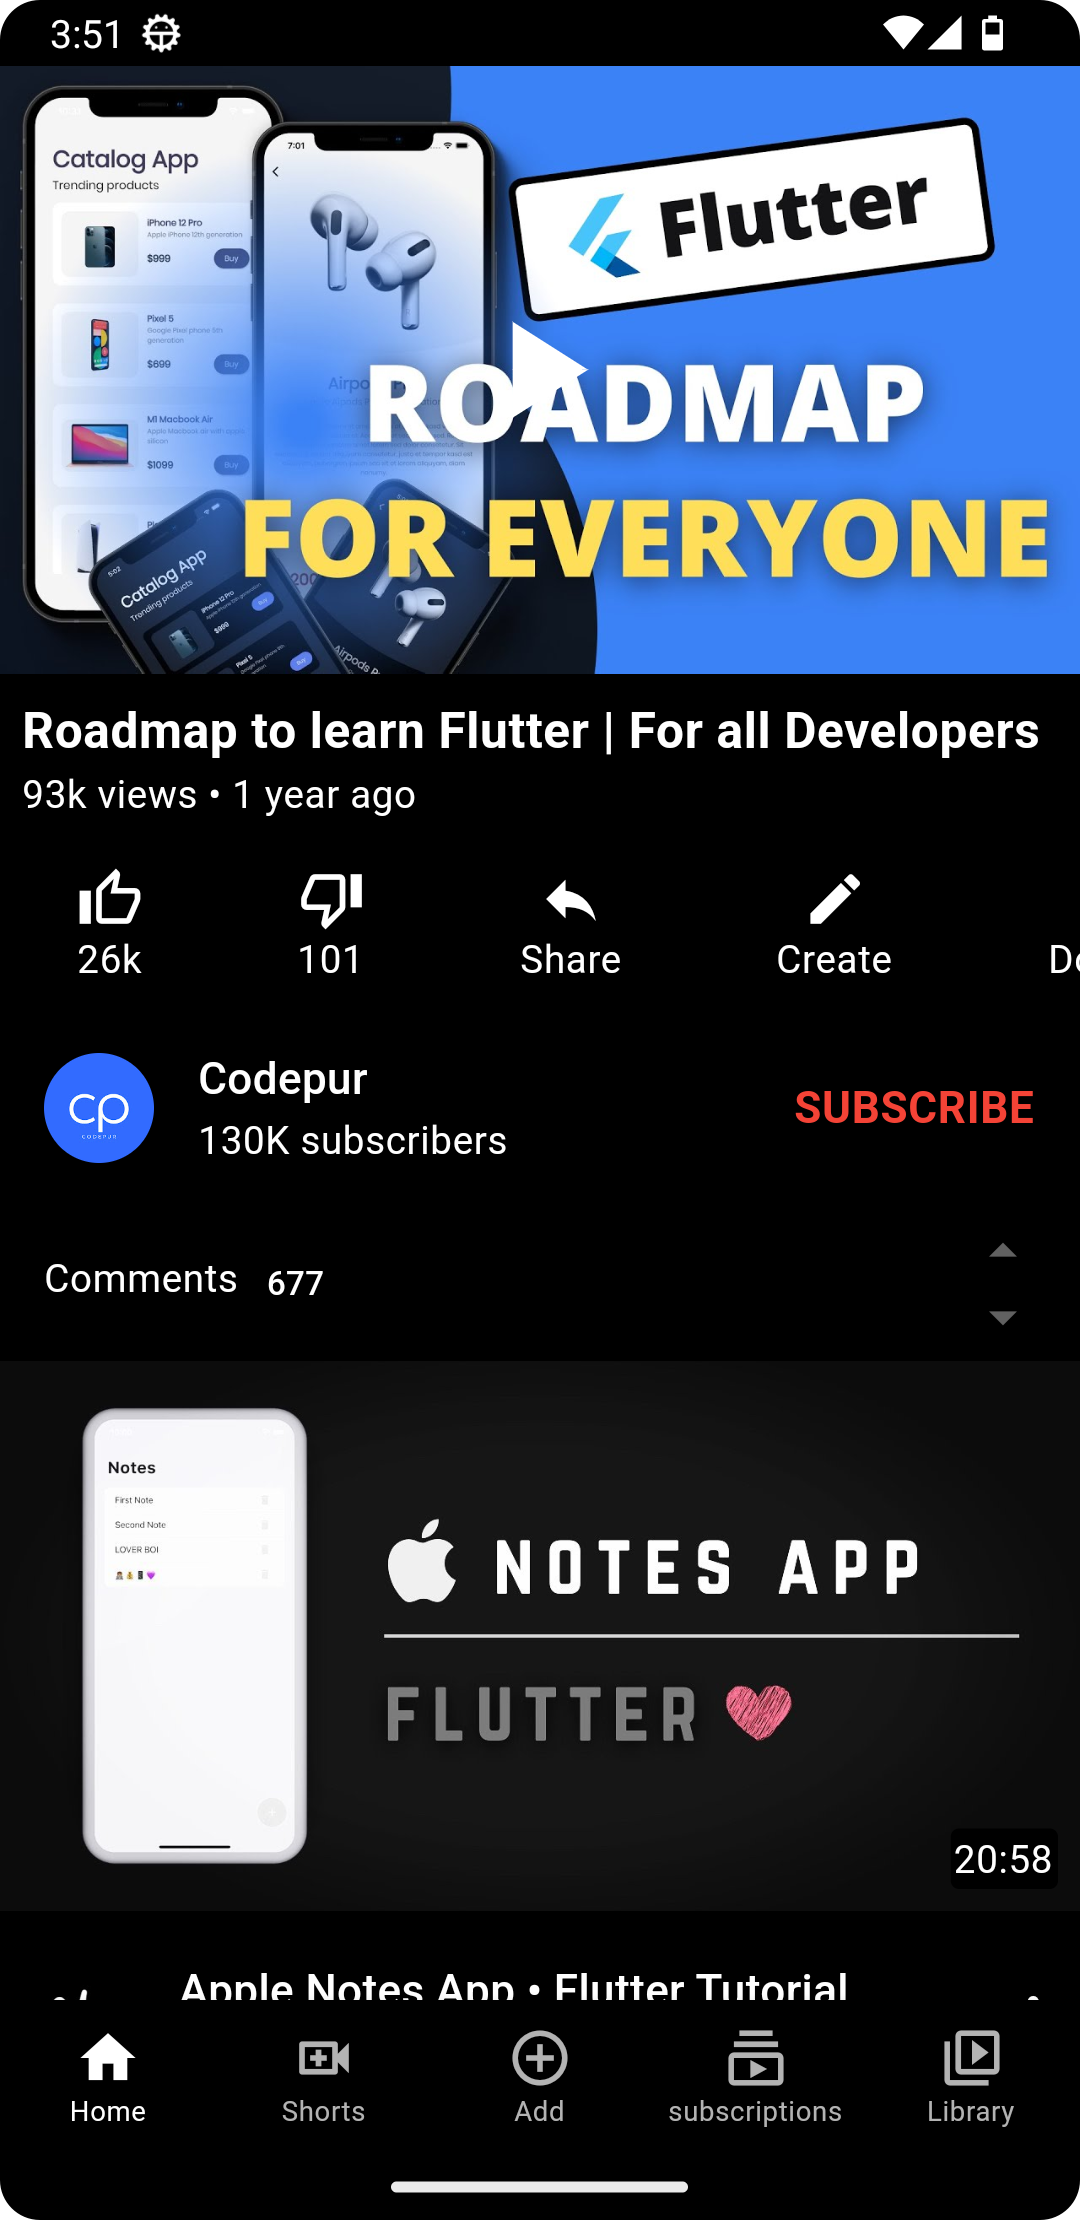 3:51
Catalog App
Trending products
iPhone 12 Pro
Apple iPhone 12th generation
$999
Buy
Pixel 5
Google Pixel phone 5th
generation
$699
Buy
M1 Macbook Air
Apple Macbook air with apple
silicon
$1099
Buy
7:01
Flutter
ROADMAP
FOR EVERYONE
5:02
Catalog App
Trending products
iPhone 12 Pro
$999
Buy
Pixel 5
Buy
Roadmap to learn Flutter | For all Developers
93k views • 1 year ago
26k
101
Share
Create
cp
CODEPUR
Codepur
130K subscribers
SUBSCRIBE
Comments 677
Notes
First Note
Second Note
LOVER BOI
NOTES APP
FLUTTER
20:58
Apple Notes App • Flutter Tutorial
Home
Shorts
Add
subscriptions
Library